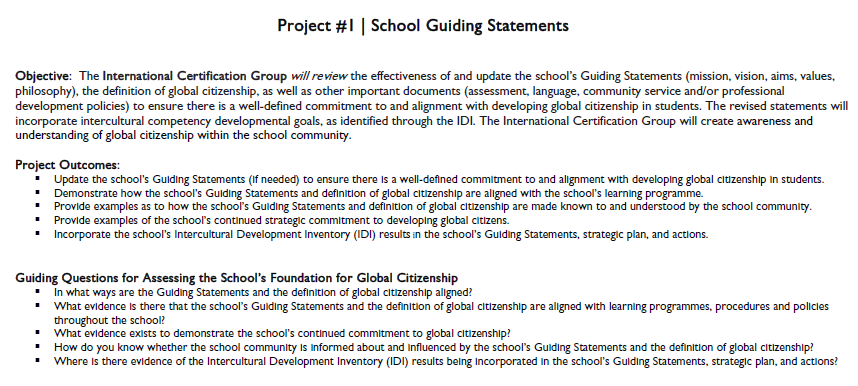 Project #1 | School Guiding Statements
Objective: The International Certification Group will review the effectiveness of and update the school's Guiding Statements (mission, vision, aims, values,
philosophy), the definition of global citizenship, as well as other important documents (assessment, language, community service and/or professional
development policies) to ensure there is a well-defined commitment to and alignment with developing global citizenship in students. The revised statements will
incorporate intercultural competency developmental goals, as identified through the IDI. The International Certification Group will create awareness and
understanding of global citizenship within the school community.
Project Outcomes:
▪ Update the school's Guiding Statements (if needed) to ensure there is a well-defined commitment to and alignment with developing global citizenship in students.
▪ Demonstrate how the school's Guiding Statements and definition of global citizenship are aligned with the school's learning programme.
▪ Provide examples as to how the school's Guiding Statements and definition of global citizenship are made known to and understood by the school community.
▪ Provide examples of the school's continued strategic commitment to developing global citizens.
▪ Incorporate the school's Intercultural Development Inventory (IDI) results in the school's Guiding Statements, strategic plan, and actions.
Guiding Questions for Assessing the School's Foundation for Global Citizenship
▪ In what ways are the Guiding Statements and the definition of global citizenship aligned?
▪ What evidence is there that the school's Guiding Statements and the definition of global citizenship are aligned with learning programmes, procedures and policies
throughout the school?
▪ What evidence exists to demonstrate the school's continued commitment to global citizenship?
▪ How do you know whether the school community is informed about and influenced by the school's Guiding Statements and the definition of global citizenship?
▪ Where is there evidence of the Intercultural Development Inventory (IDI) results being incorporated in the school's Guiding Statements, strategic plan, and actions?